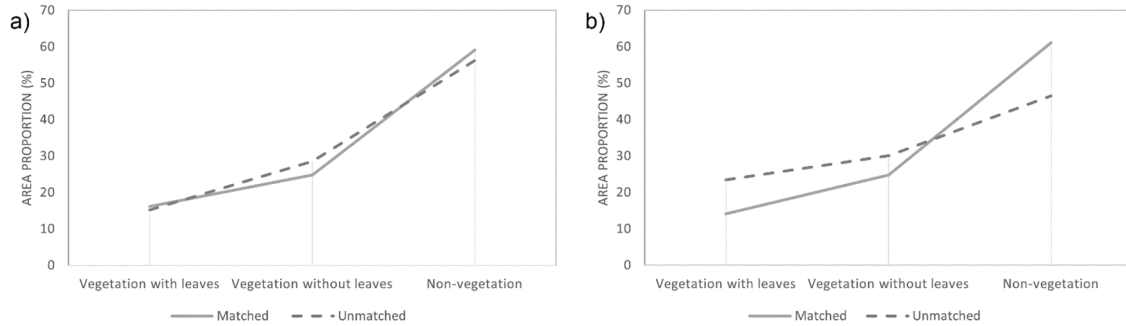 a)
AREA PROPORTION (%)
70
60
50
40
30
20
10
0
Vegetation with leaves Vegetation without leaves Non-vegetation
Matched Unmatched
b)
AREA PROPORTION (%)
70
60
50
40
30
20
10
0
Vegetation with leaves Vegetation without leaves Non-vegetation
Matched Unmatched